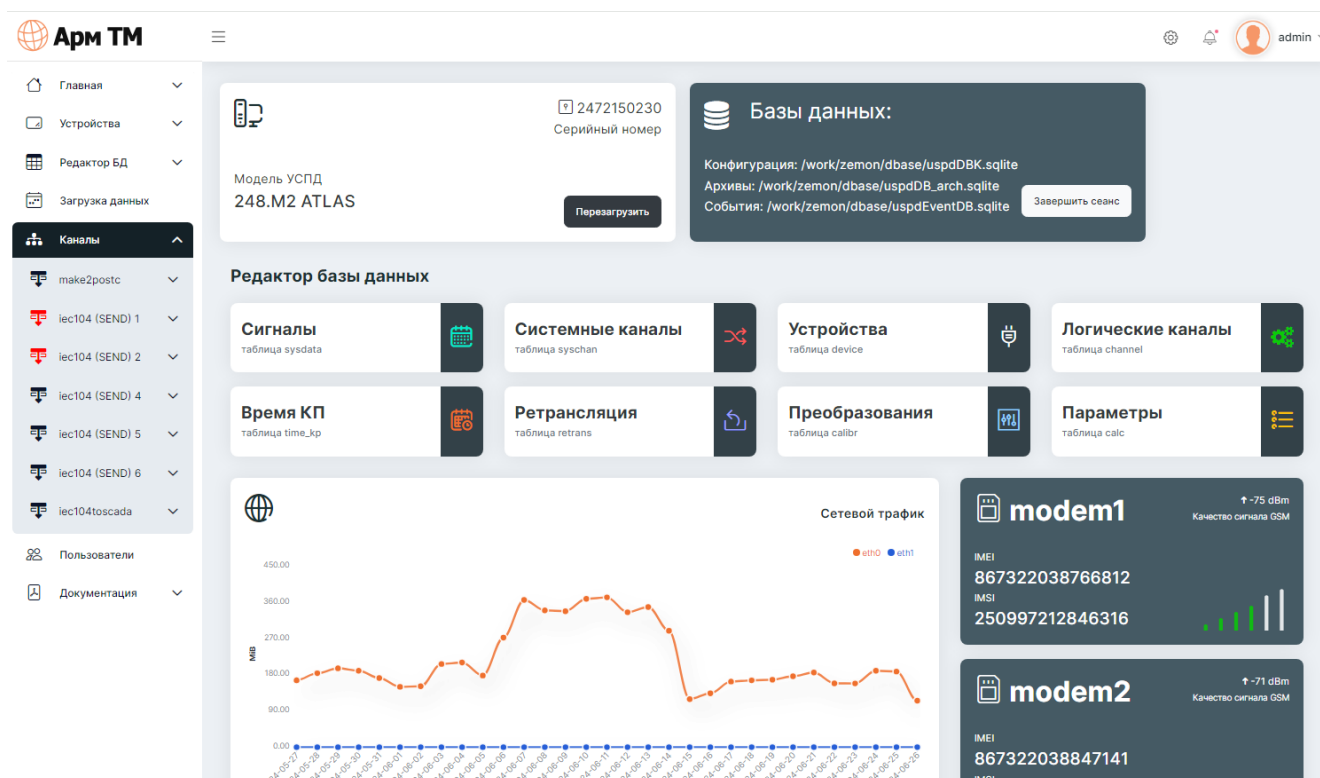 Арм ТМ
admin
Главная
Устройства
Редактор БД
Загрузка данных
Каналы
make2postc
iec104 (SEND) 1
iec104 (SEND) 2
iec104 (SEND) 4
iec104 (SEND) 5
iec104 (SEND) 6
iec104toscada
Пользователи
Документация
2472150230
Серийный номер
Модель УСПД
248.M2 ATLAS
Перезагрузить
Базы данных:
Конфигурация: /work/zemon/dbase/uspdDBK.sqlite
Архивы: /work/zemon/dbase/uspdDB_arch.sqlite
События: /work/zemon/dbase/uspdEventDB.sqlite
Завершить сеанс
Редактор базы данных
Сигналы
таблица sysdata
Системные каналы
таблица syschan
Устройства
таблица device
Логические каналы
таблица channel
Время КП
таблица time_kp
Ретрансляция
таблица retrans
Преобразования
таблица calibr
Параметры
таблица calc
Сетевой трафик
eth0 eth1
450.00
360.00
270.00
MiB
180.00
90.00
0.00
modem1
-75 dBm
Качество сигнала GSM
IMEI
867322038766812
IMSI
250997212846316
modem2
-71 dBm
Качество сигнала GSM
IMEI
867322038847141